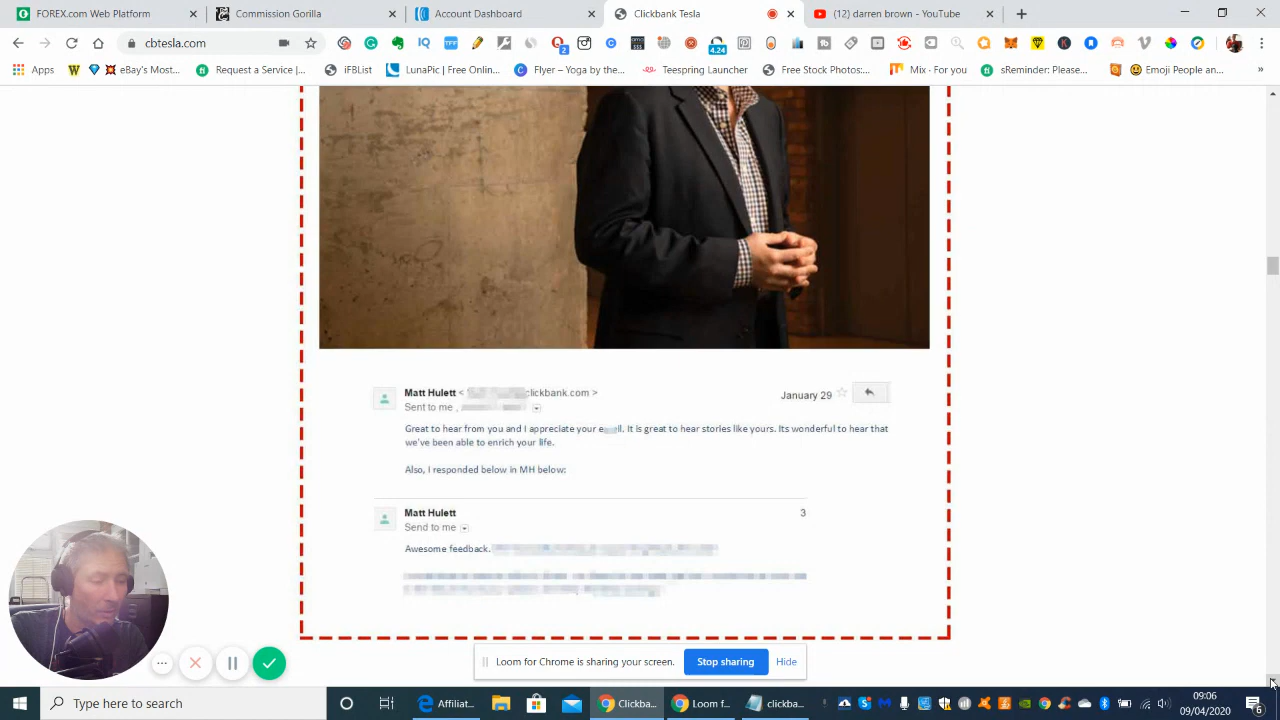 FOREX.com Web Platform
Commission Gorilla
Account Dashboard
Clickbank Tesla
(12) darren brown - YouTube
cbtesla.com
IQ
TFP
2
4.24
Apps
eBay's Most...
Request a Service |...
iFBList
LunaPic | Free Onlin...
Flyer – Yoga by the...
Teespring Launcher
Free Stock Photos:...
Mix · For you
sReminder: Please...
Emoji People an...
Matt Hulett < clickbank.com >
January 29
Sent to me ,
Great to hear from you and I appreciate your It is great to hear stories like yours. Its wonderful to hear that
we've been able to enrich your life.
Also, I responded below in MH below:
Matt Hulett
3
Send to me
Awesome feedback.
Loom for Chrome is sharing your screen.
Stop sharing
Hide
Type here to search
Affiliat...
Clickba...
Loom f...
clickba...
09:06
09/04/2020
6